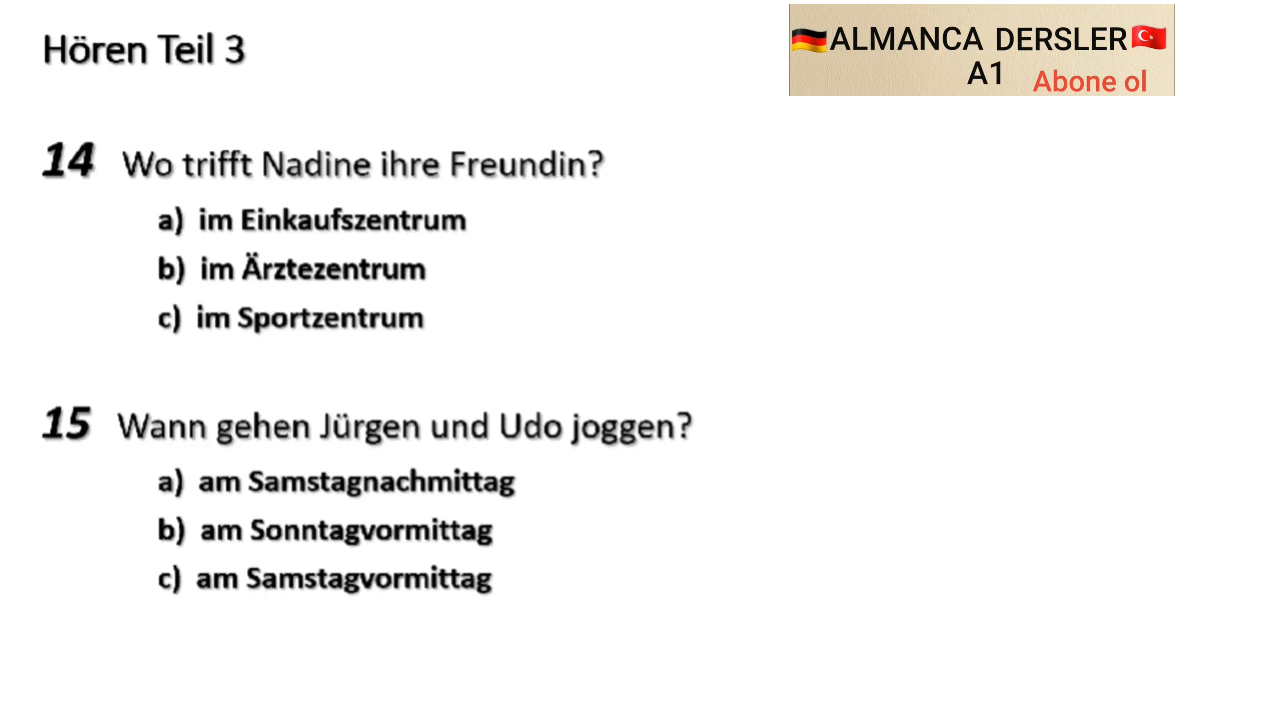 Hören Teil 3
ALMANCA DERSLER
A1
Abone ol
14 Wo trifft Nadine ihre Freundin?
a) im Einkaufszentrum
b) im Ärztezentrum
c) im Sportzentrum
15 Wann gehen Jürgen und Udo joggen?
a) am Samstagnachmittag
b) am Sonntagvormittag
c) am Samstagvormittag